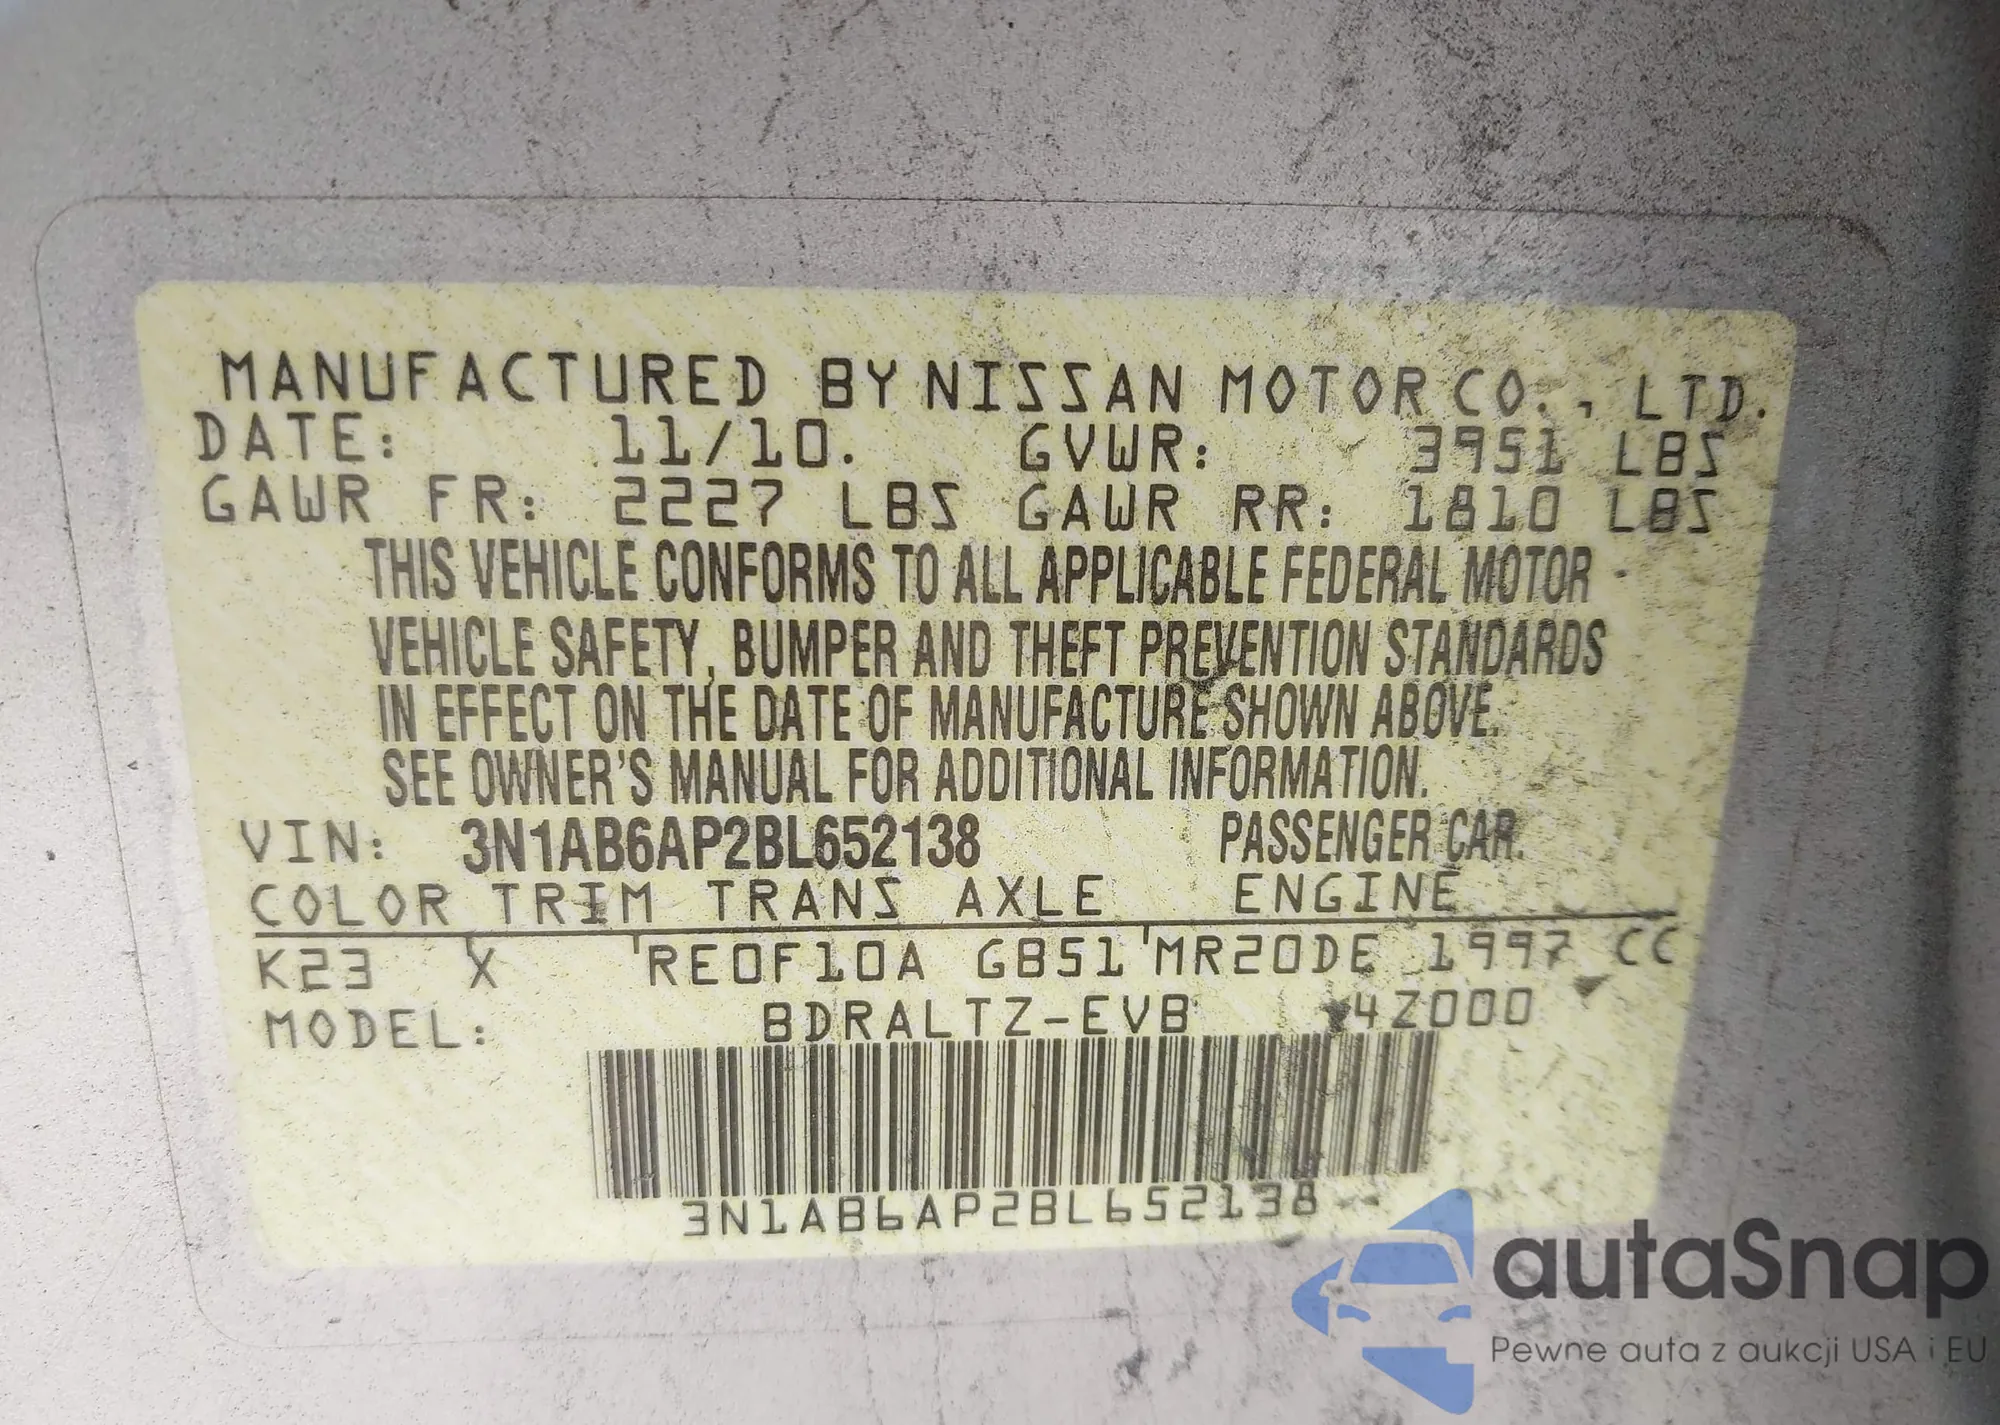 MANUFACTURED BY NISSAN MOTOR CO., LTD.
DATE: 11/10. GVWR: 3951 LBS
GAWR FR: 2227 LBS GAWR RR: 1810 LBS
THIS VEHICLE CONFORMS TO ALL APPLICABLE FEDERAL MOTOR
VEHICLE SAFETY, BUMPER AND THEFT PREVENTION STANDARDS
IN EFFECT ON THE DATE OF MANUFACTURE SHOWN ABOVE.
SEE OWNER'S MANUAL FOR ADDITIONAL INFORMATION.
VIN: 3N1AB6AP2BL652138 PASSENGER CAR.
COLOR TRIM TRANS AXLE ENGINE
K23 X RE0F10A GB51 MR20DE 1997 CC
MODEL: BDRALTZ-EVB 4Z000
3N1AB6AP2BL652138
autaSnap
Pewne auta z aukcji USA i EU